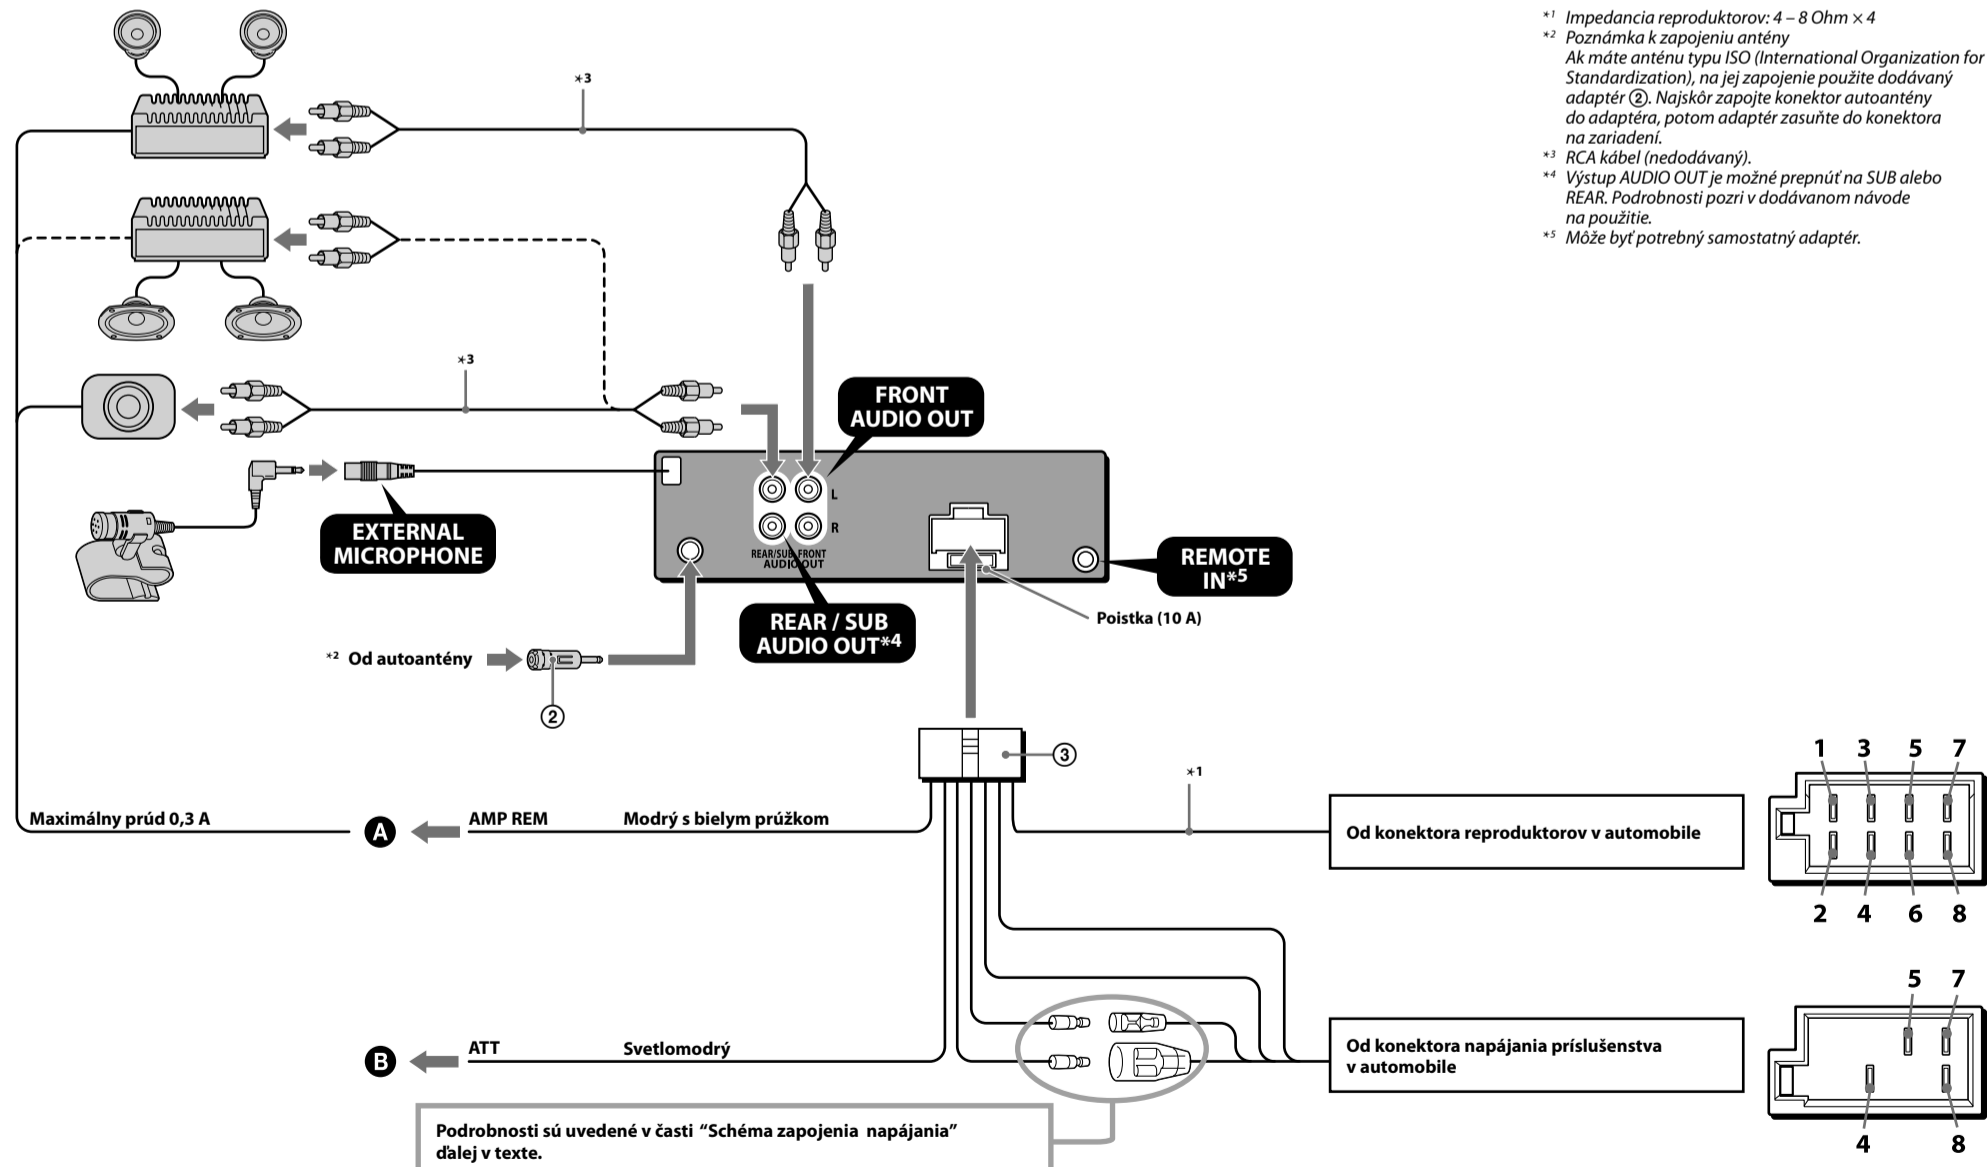 *1 Impedancia reproduktorov: 4 – 8 Ohm × 4
*2 Poznámka k zapojeniu antény
Ak máte anténu typu ISO (International Organization for
Standardization), na jej zapojenie použite dodávaný
adaptér ②. Najskôr zapojte konektor autoantény
do adaptéra, potom adaptér zasuňte do konektora
na zariadení.
*3 RCA kábel (nedodávaný).
*4 Výstup AUDIO OUT je možné prepnúť na SUB alebo
REAR. Podrobnosti pozri v dodávanom návode
na použitie.
*5 Môže byť potrebný samostatný adaptér.
*3
*3
FRONT
AUDIO OUT
EXTERNAL
MICROPHONE
L
R
REAR/SUB FRONT
AUDIO OUT
REMOTE
IN*5
REAR / SUB
AUDIO OUT*4
Poistka (10 A)
*2 Od autoantény
②
③
*1
Maximálny prúd 0,3 A
A
AMP REM
Modrý s bielym prúžkom
Od konektora reproduktorov v automobile
1 3 5 7
2 4 6 8
B
ATT
Svetlomodrý
Od konektora napájania príslušenstva
v automobile
5 7
4 8
Podrobnosti sú uvedené v časti “Schéma zapojenia napájania”
ďalej v texte.